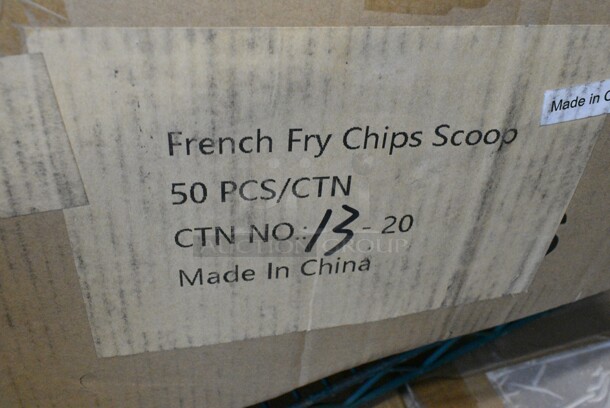 French Fry Chips Scoop
50 PCS/CTN
CTN NO.: 13 - 20
Made In China
Made in